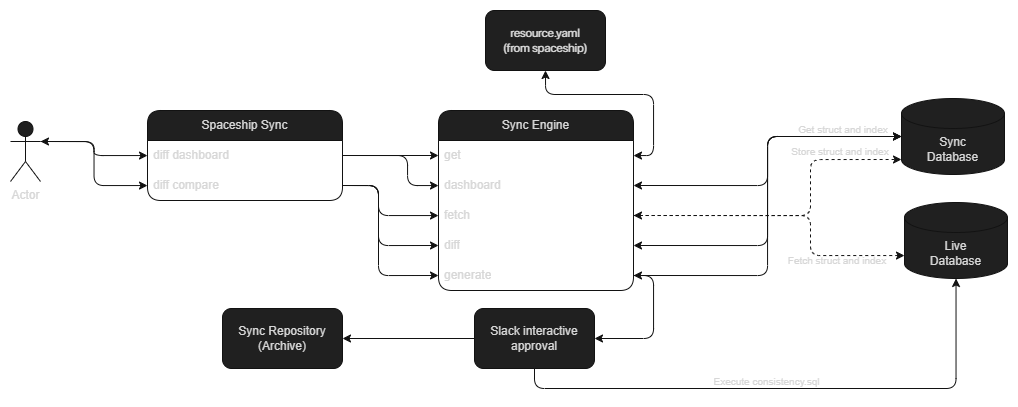 resource.yaml
(from spaceship)
Spaceship Sync
diff dashboard
diff compare
Actor
Sync Engine
get
dashboard
fetch
diff
generate
Get struct and index
Store struct and index
Fetch struct and index
Sync
Database
Live
Database
Sync Repository
(Archive)
Slack interactive
approval
Execute consistency.sql